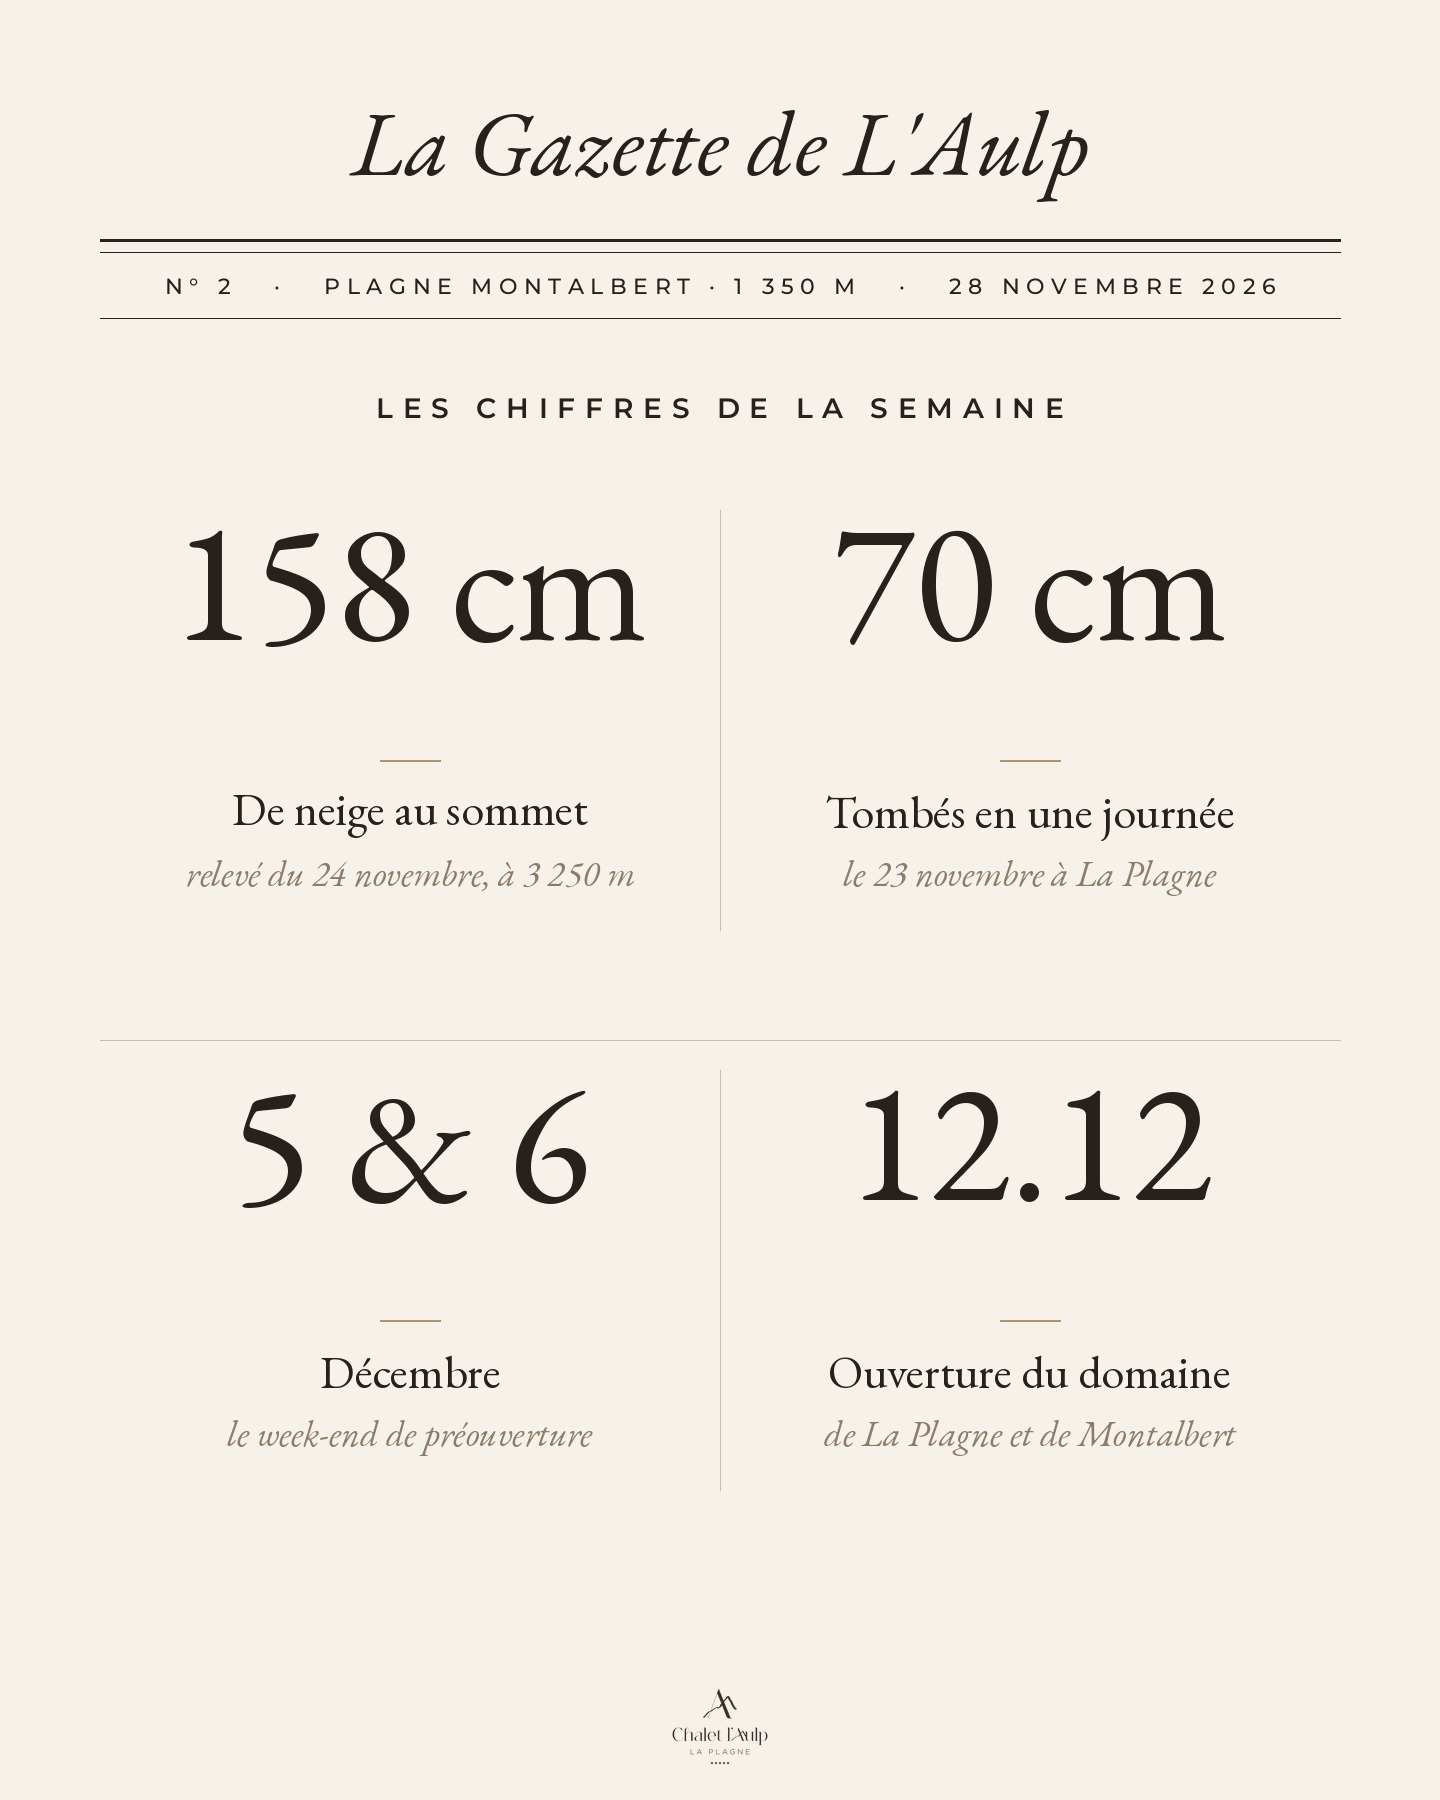 La Gazette de L'Aulp
N° 2 · PLAGNE MONTALBERT · 1 350 M · 28 NOVEMBRE 2026
LES CHIFFRES DE LA SEMAINE
158 cm
De neige au sommet
relevé du 24 novembre, à 3 250 m
70 cm
Tombés en une journée
le 23 novembre à La Plagne
5 & 6
Décembre
le week-end de préouverture
12.12
Ouverture du domaine
de La Plagne et de Montalbert
Chalet l'Aulp
LA PLAGNE